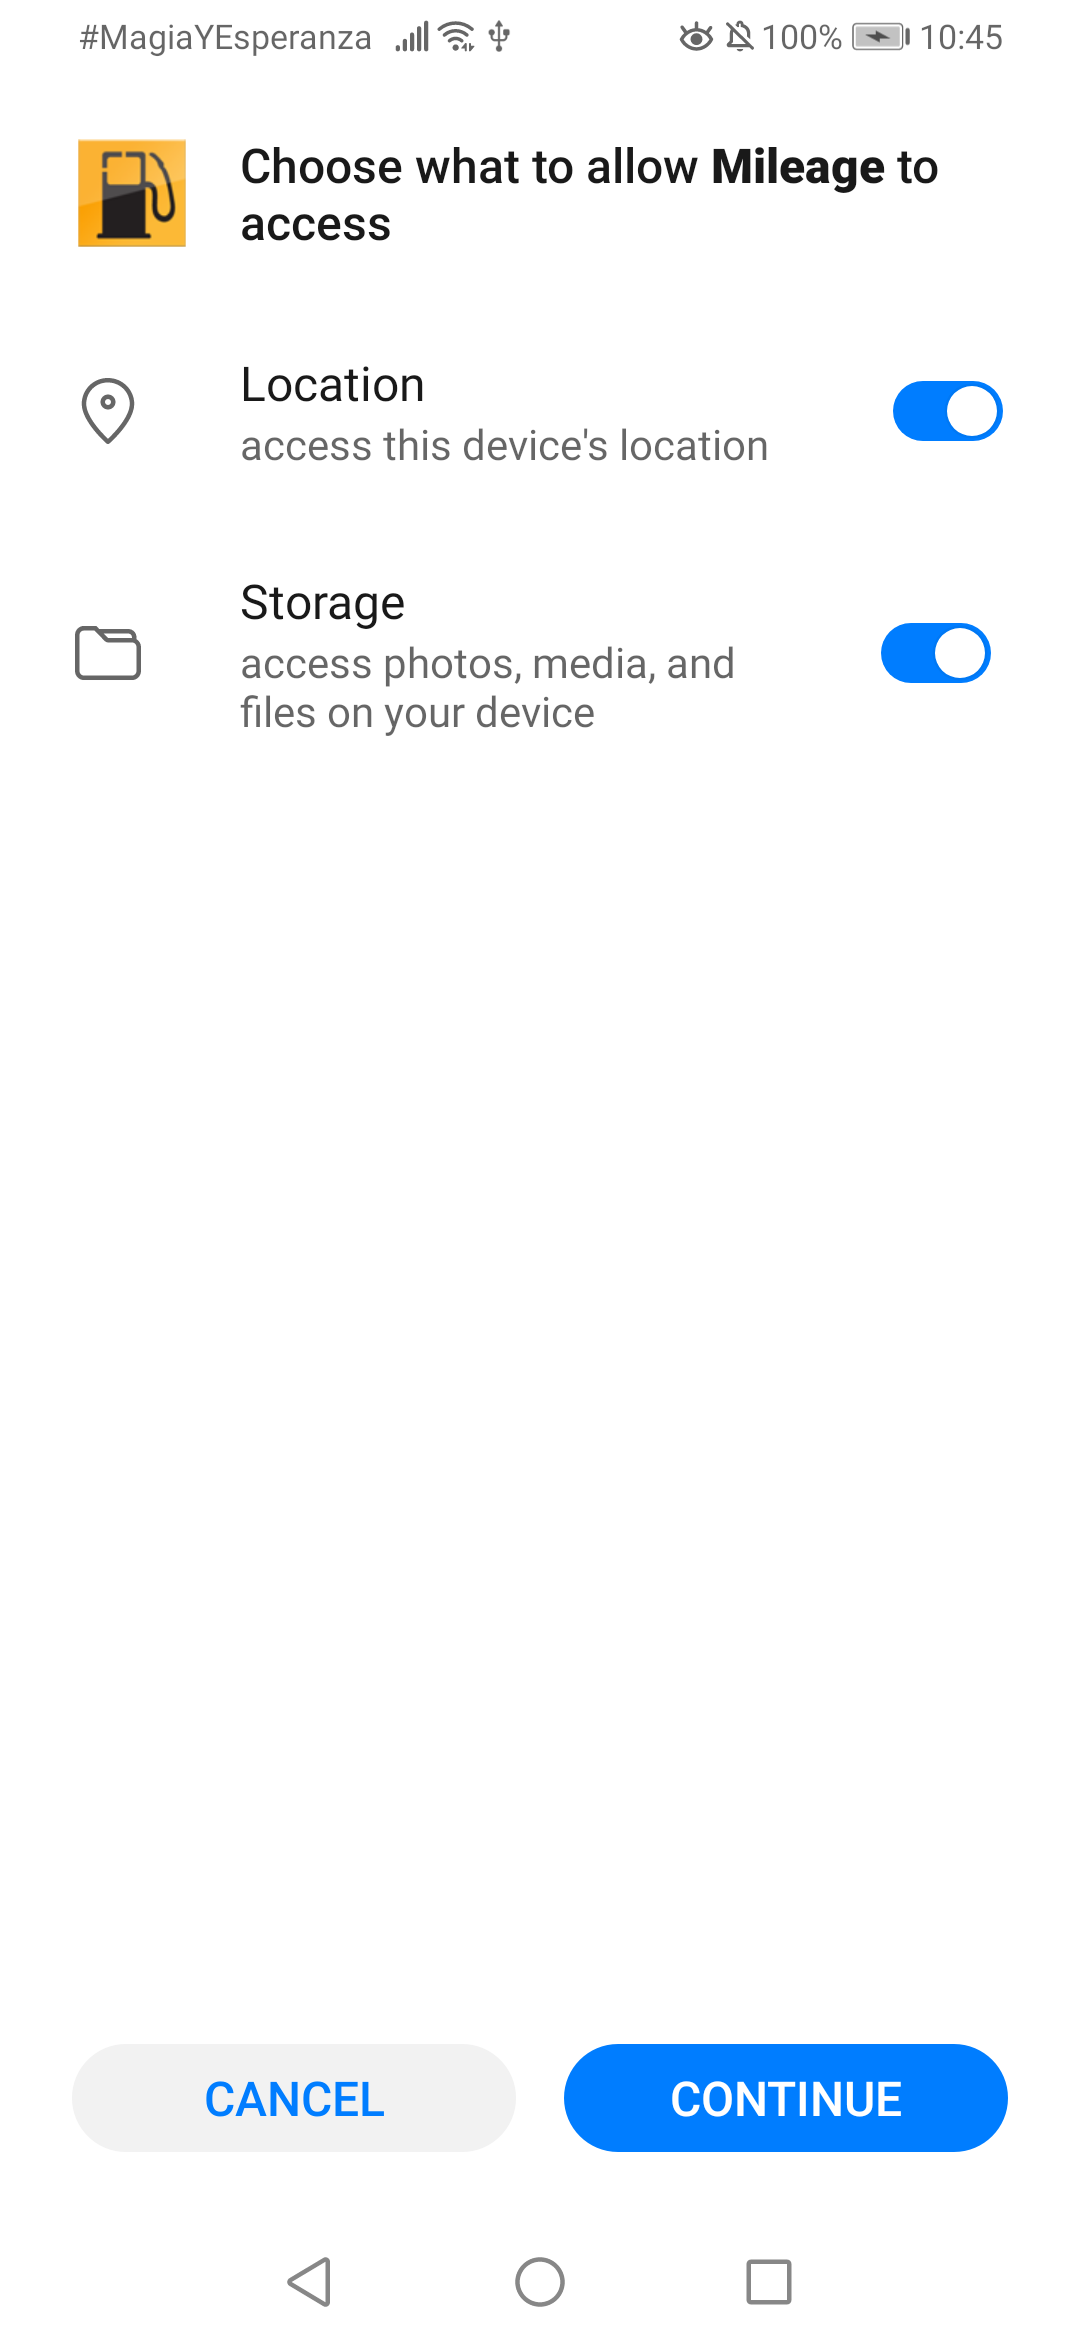 #MagiaYEsperanza 100% 10:45
Choose what to allow Mileage to
access
Location
access this device's location
Storage
access photos, media, and
files on your device
CANCEL CONTINUE